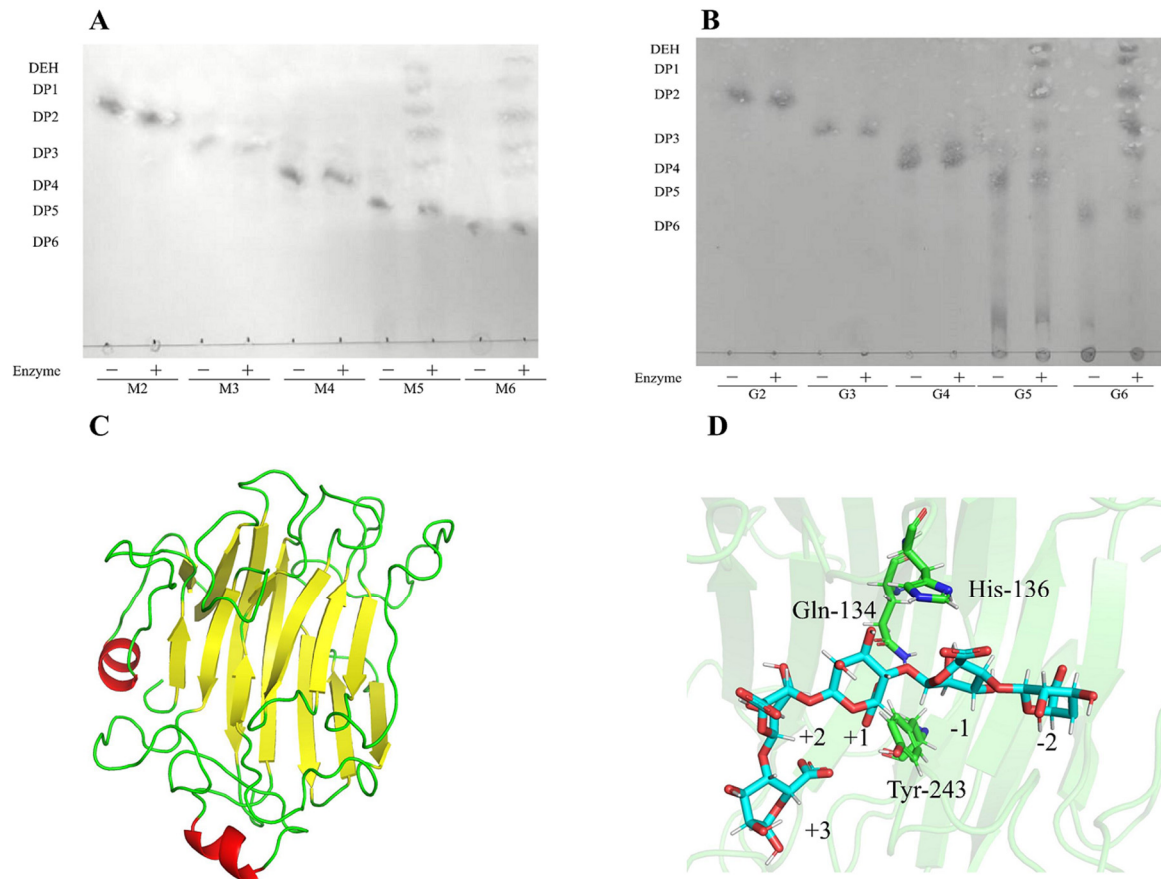 A
DEH
DP1
DP2
DP3
DP4
DP5
DP6
Enzyme − + − + − + − + − +
M2 M3 M4 M5 M6
B
DEH
DP1
DP2
DP3
DP4
DP5
DP6
Enzyme − + − + − + − + − +
G2 G3 G4 G5 G6
C
D
His-136
Gln-134
+2 +1 -1 -2
Tyr-243
+3